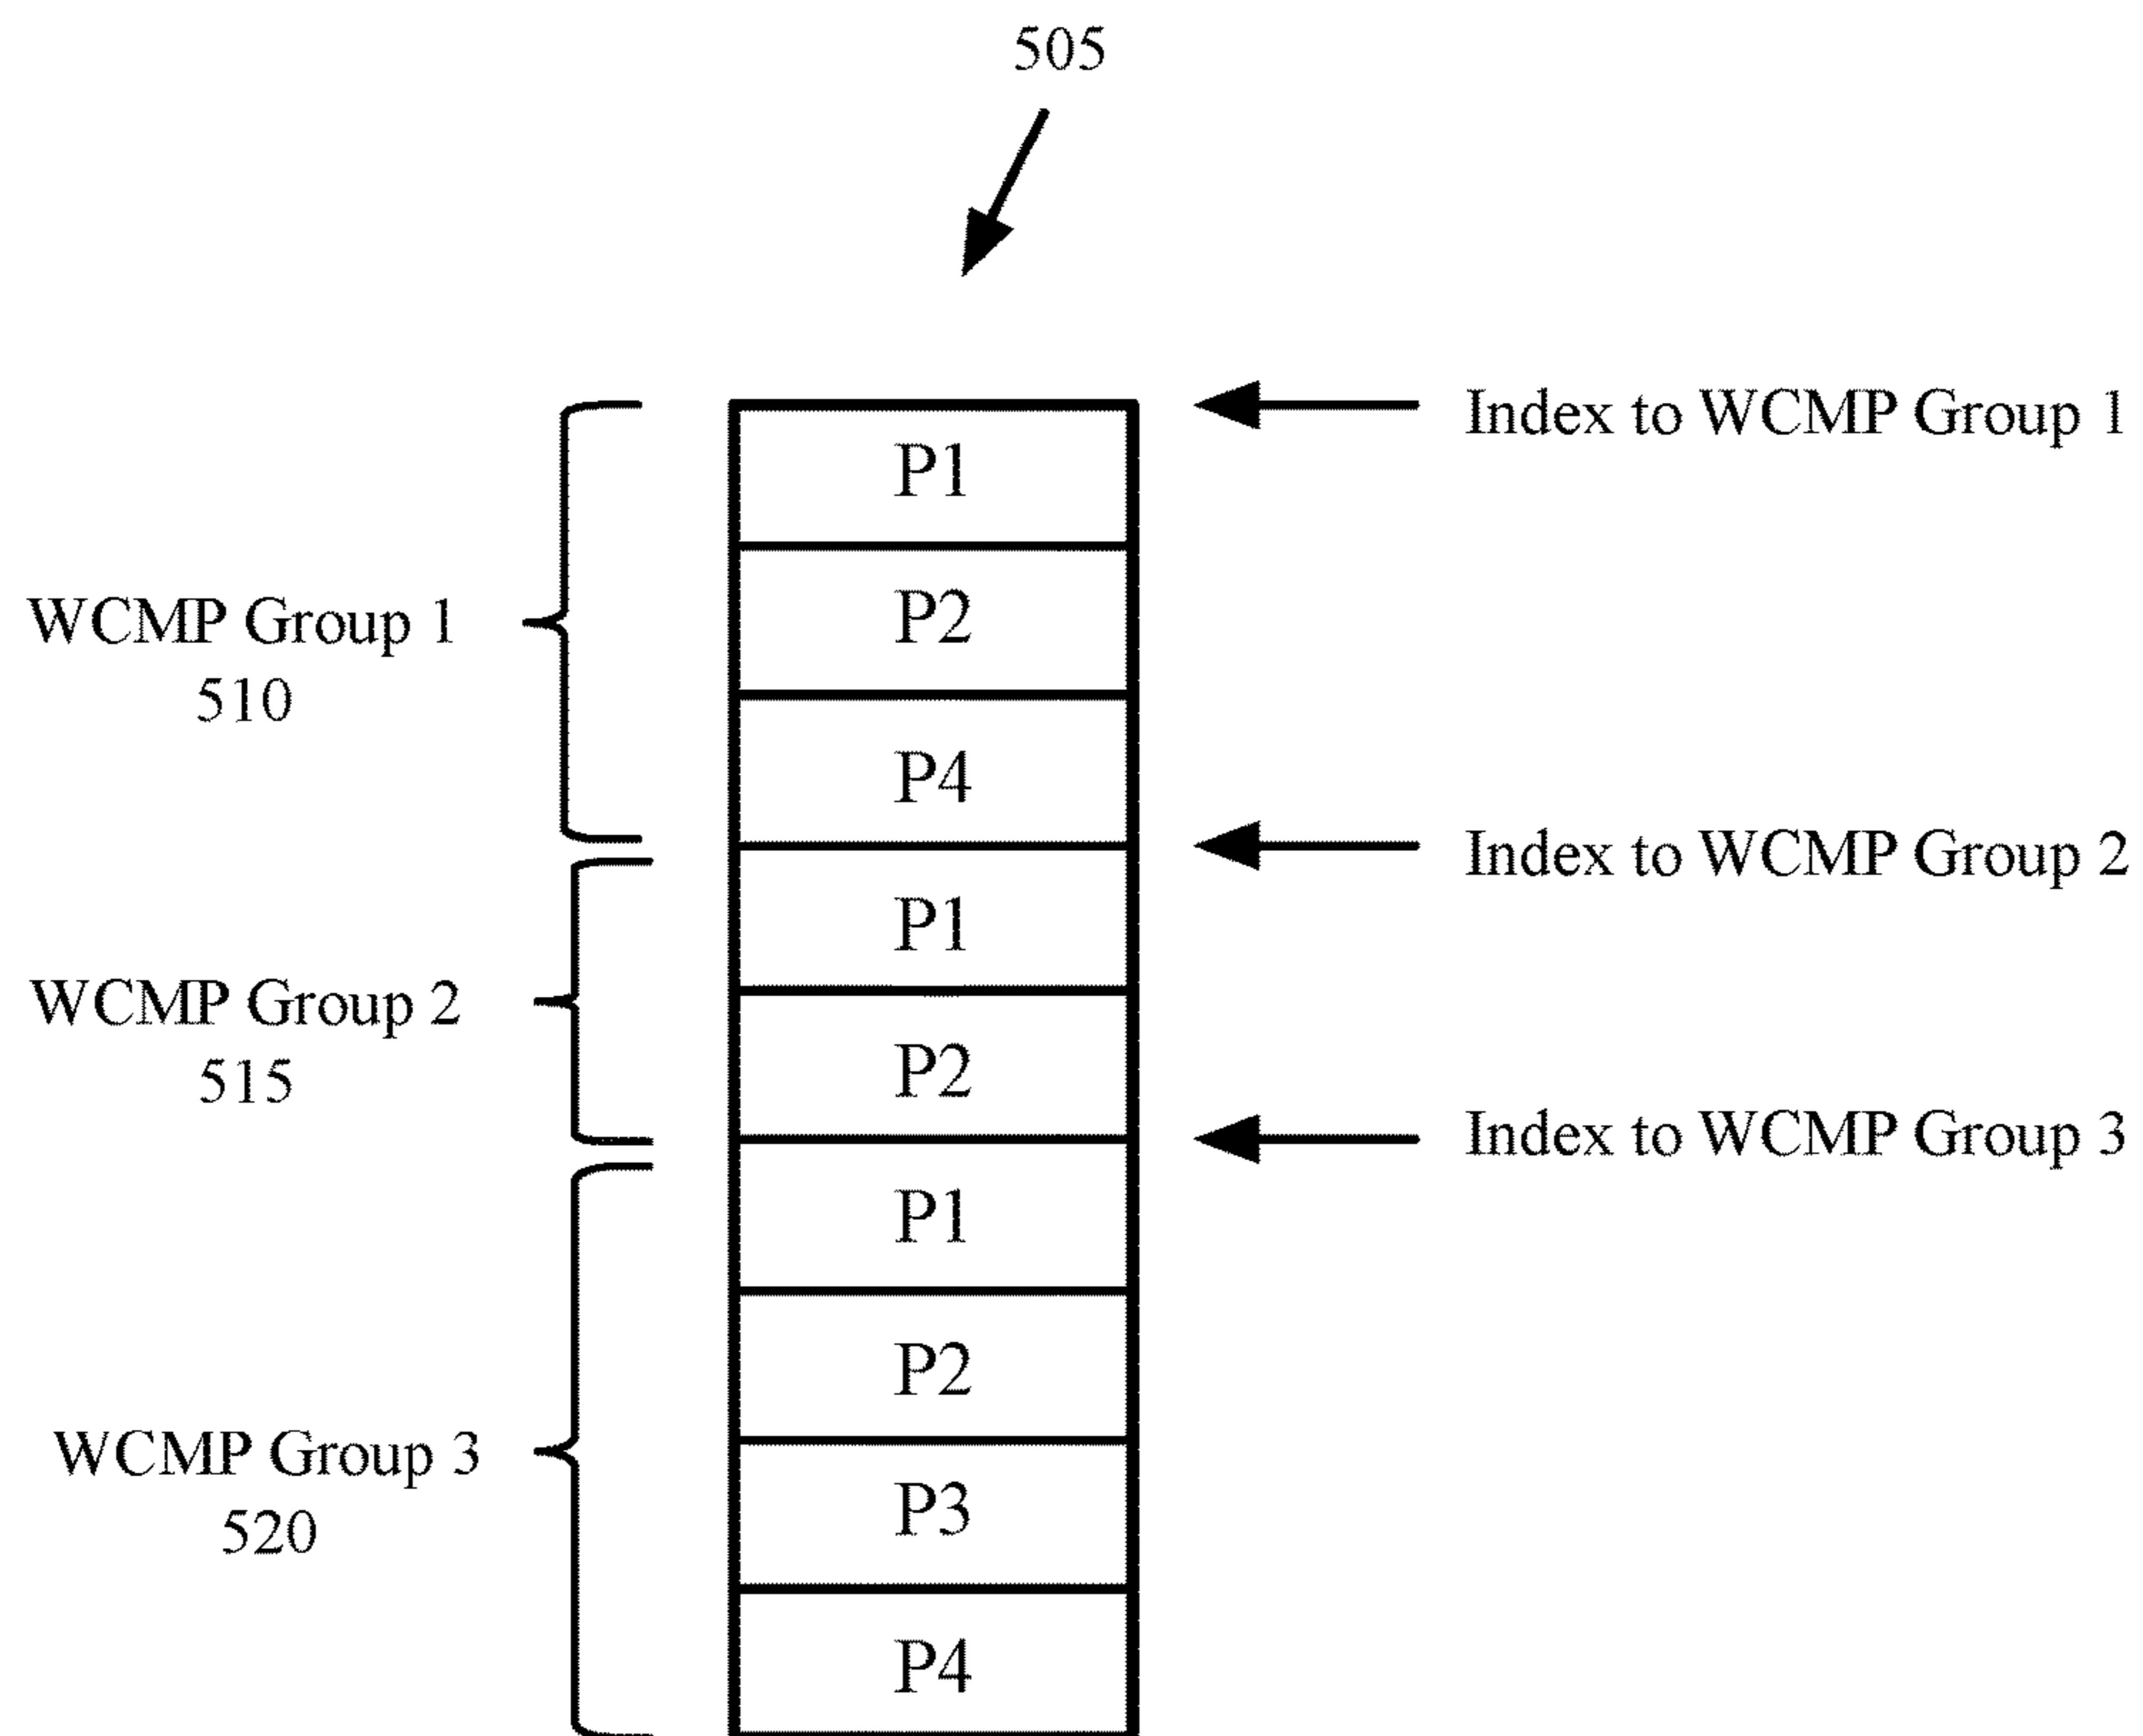 505
Index to WCMP Group 1
P1
P2
WCMP Group 1
510
P4
Index to WCMP Group 2
P1
WCMP Group 2
515
P2
Index to WCMP Group 3
P1
P2
WCMP Group 3
520
P3
P4